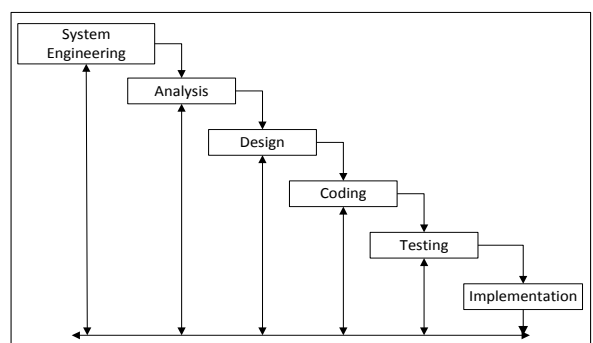 System
Engineering
Analysis
Design
Coding
Testing
Implementation